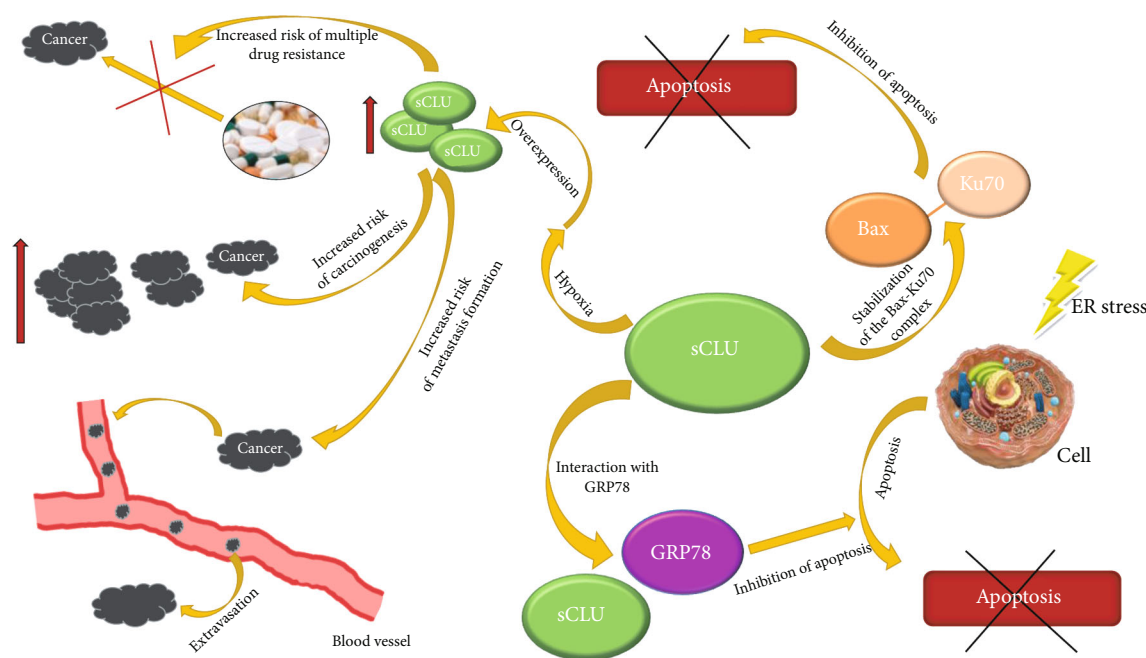 Cancer
Increased risk of multiple
drug resistance
sCLU
sCLU
sCLU
Overexpression
Hypoxia
Increased risk
of carcinogenesis
Cancer
Increased risk
of metastasis formation
Cancer
Extravasation
Blood vessel
Apoptosis
Inhibition of apoptosis
Ku70
Bax
Stabilization
of the Bax-Ku70
complex
sCLU
ER stress
Cell
Apoptosis
Interaction with
GRP78
GRP78
sCLU
Inhibition of apoptosis
Apoptosis